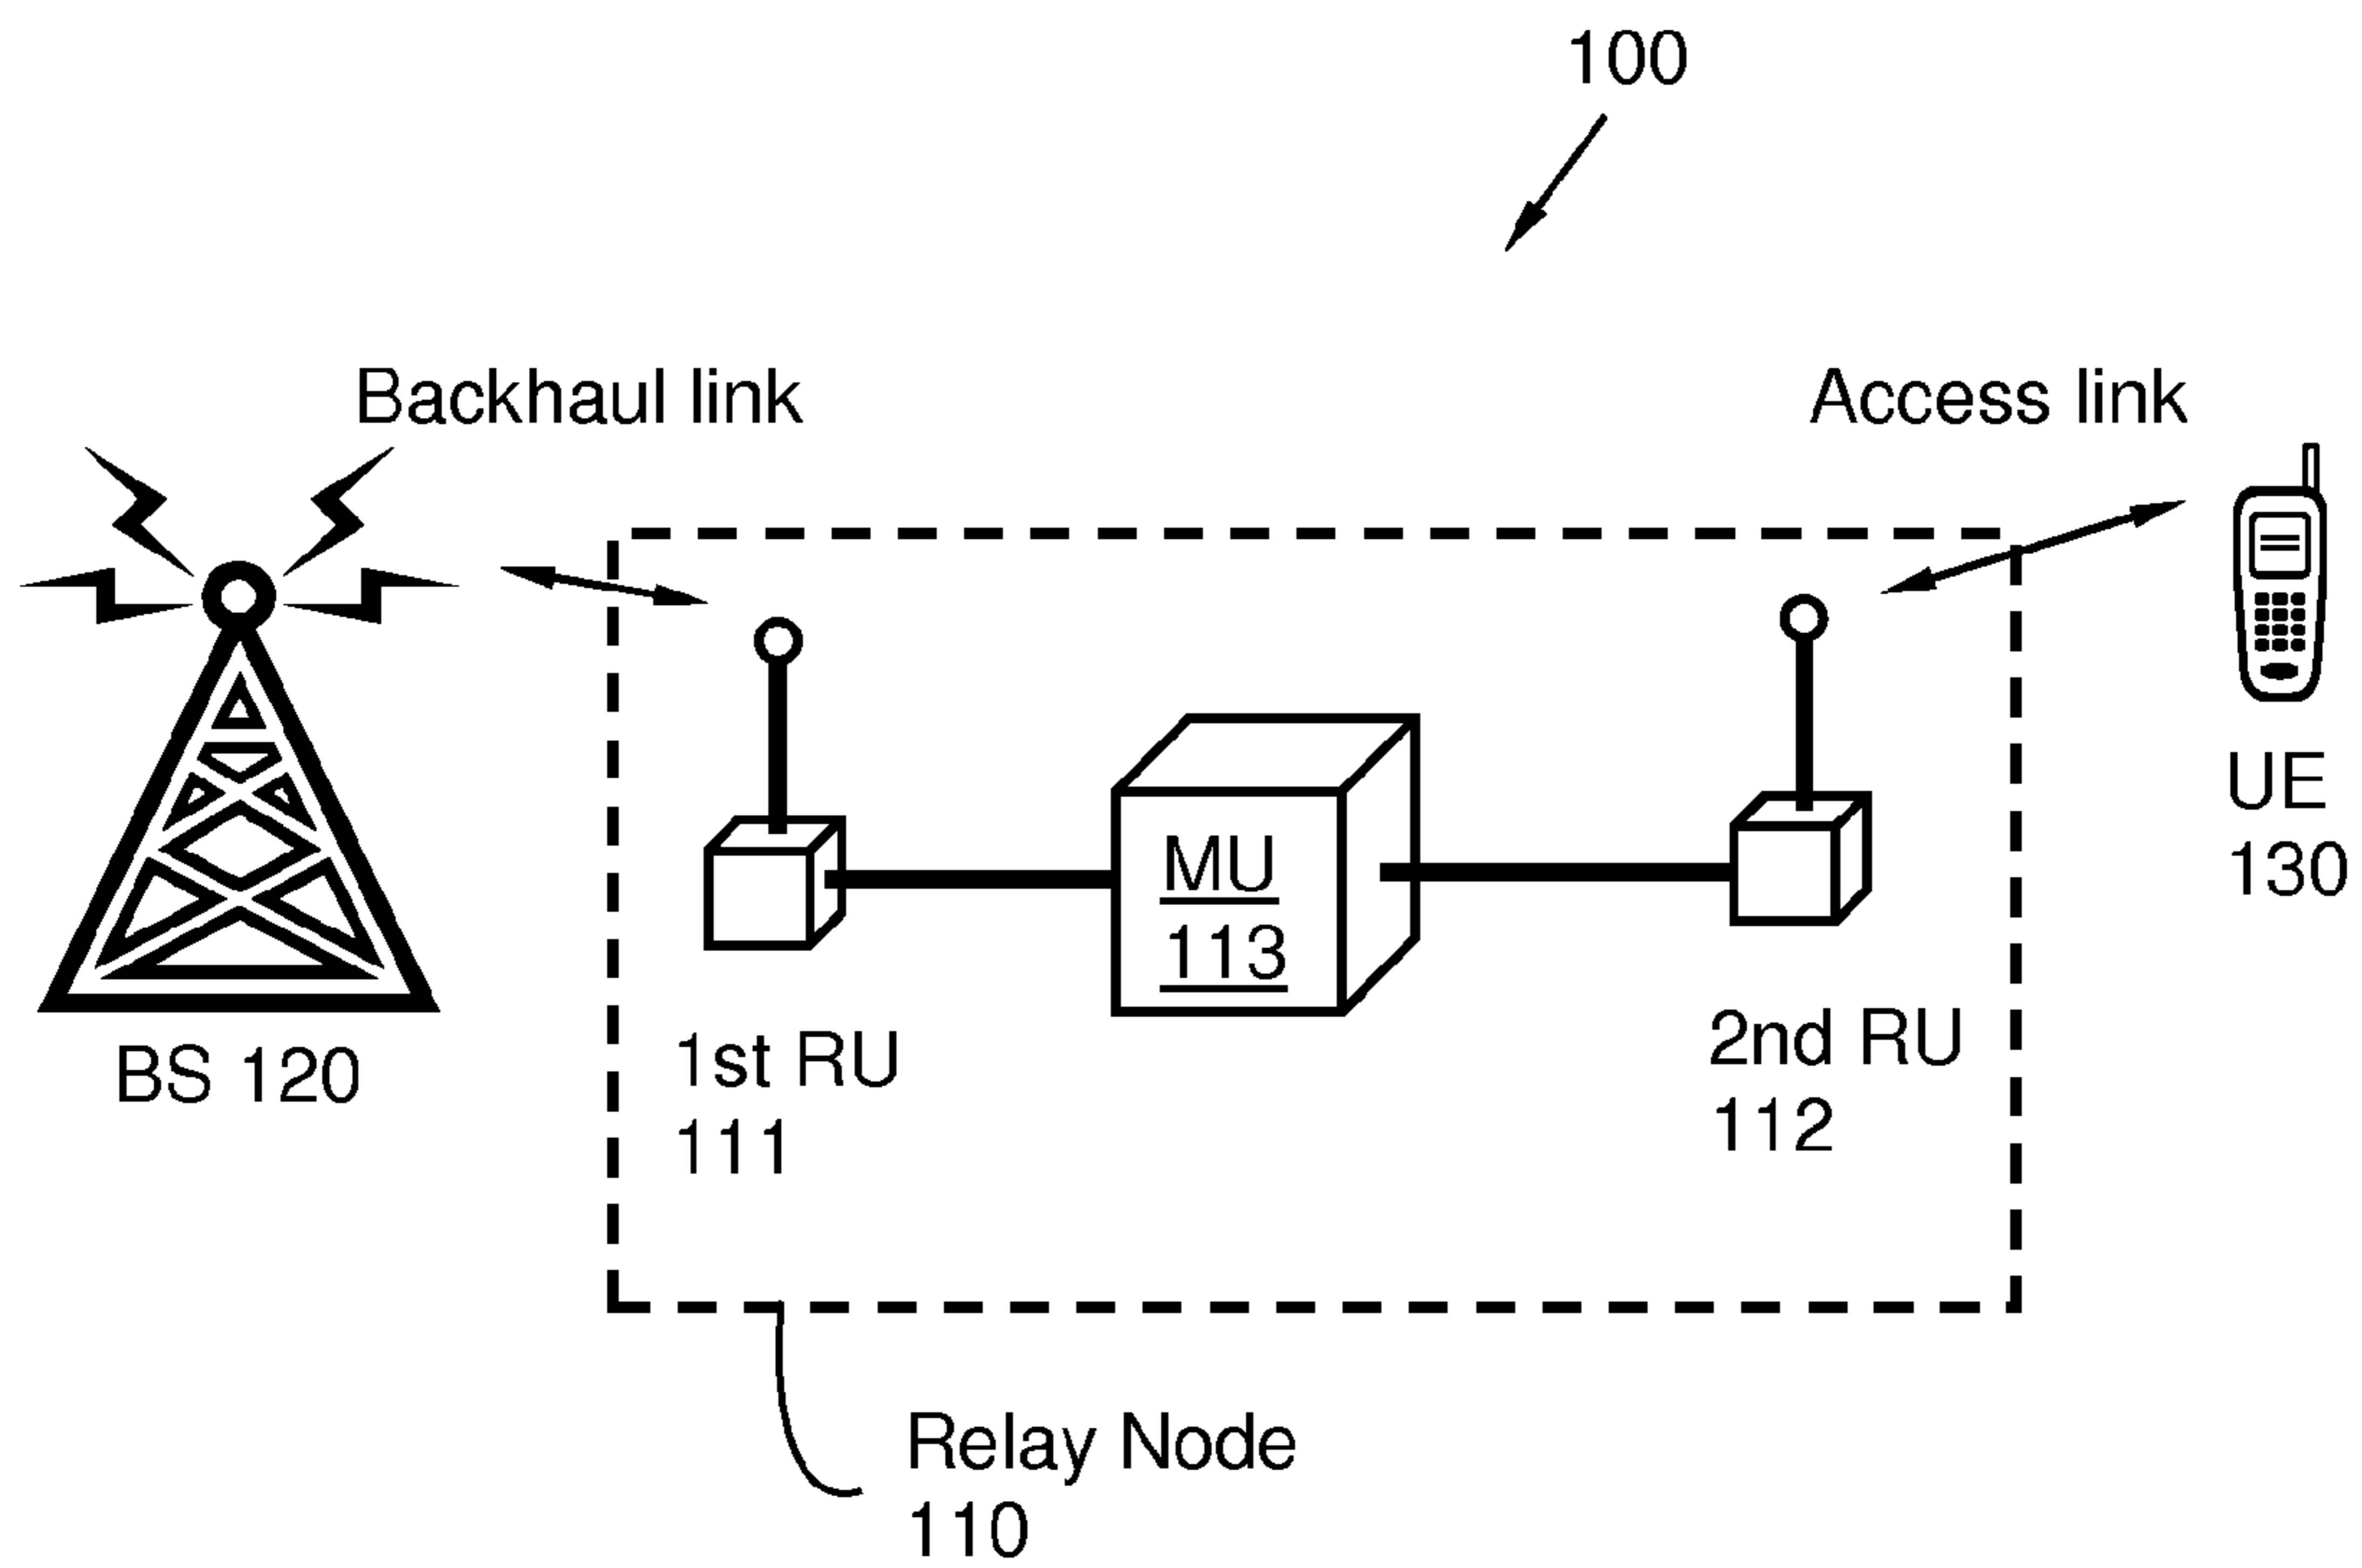 100
Backhaul link
Access link
UE
130
MU
113
2nd RU
112
1st RU
111
BS 120
Relay Node
110